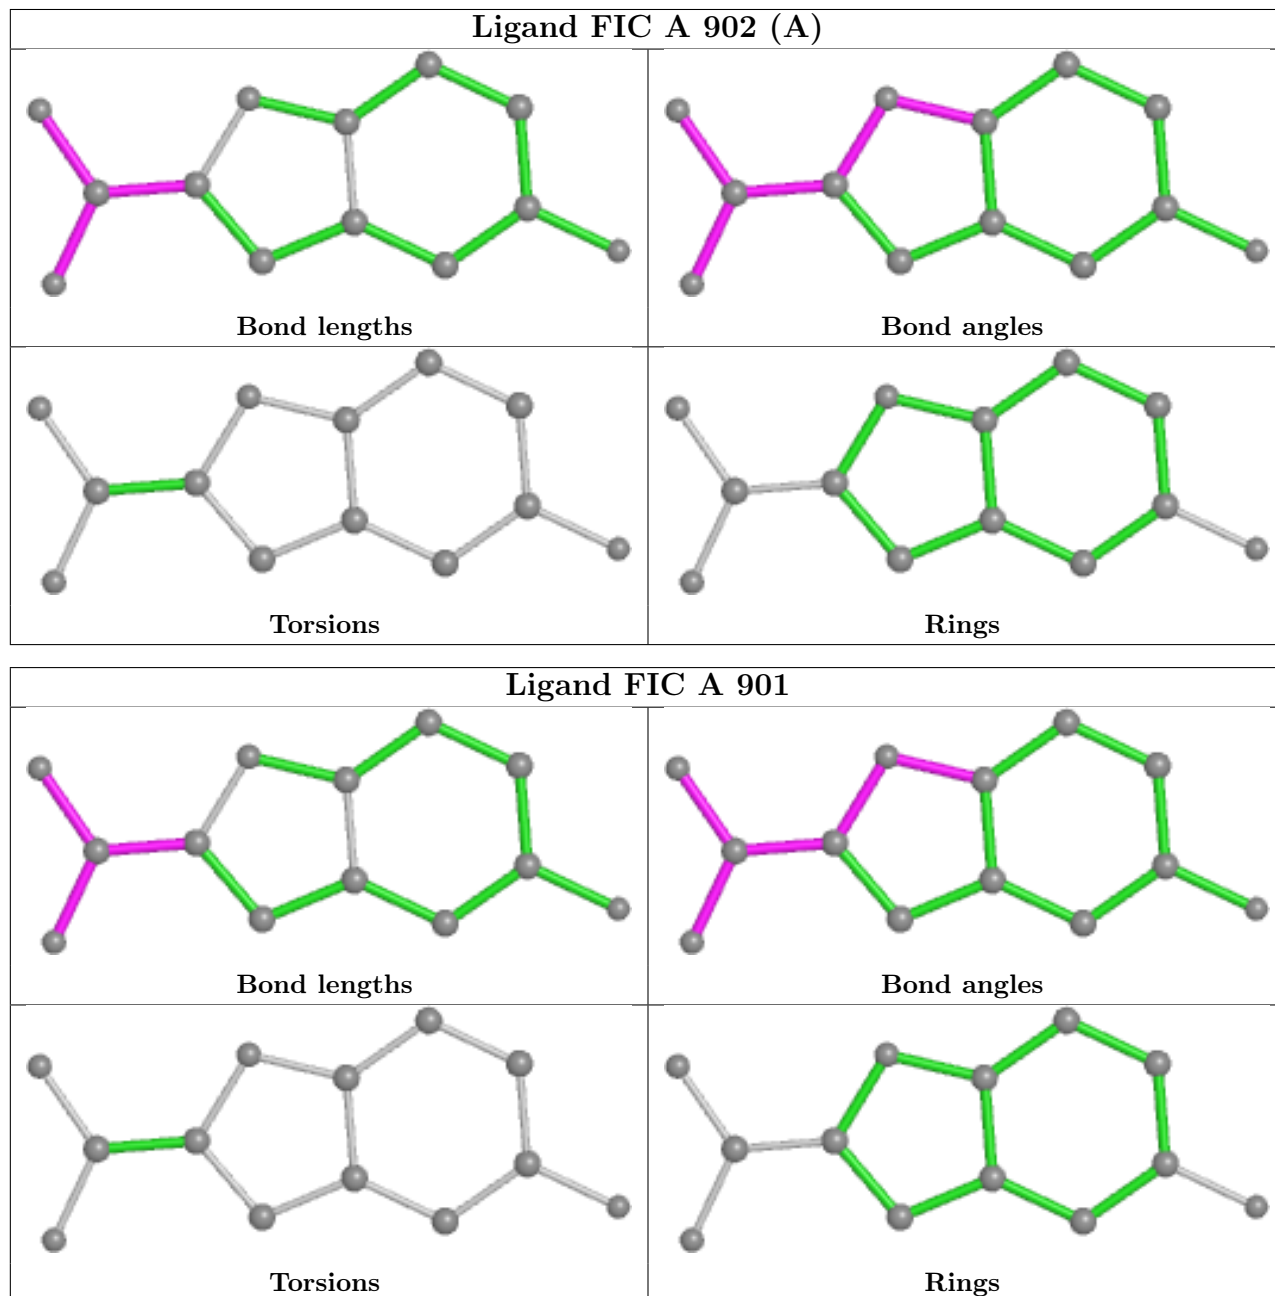 Ligand FIC A 902 (A)
Bond lengths
Bond angles
Torsions
Rings
Ligand FIC A 901
Bond lengths
Bond angles
Torsions
Rings